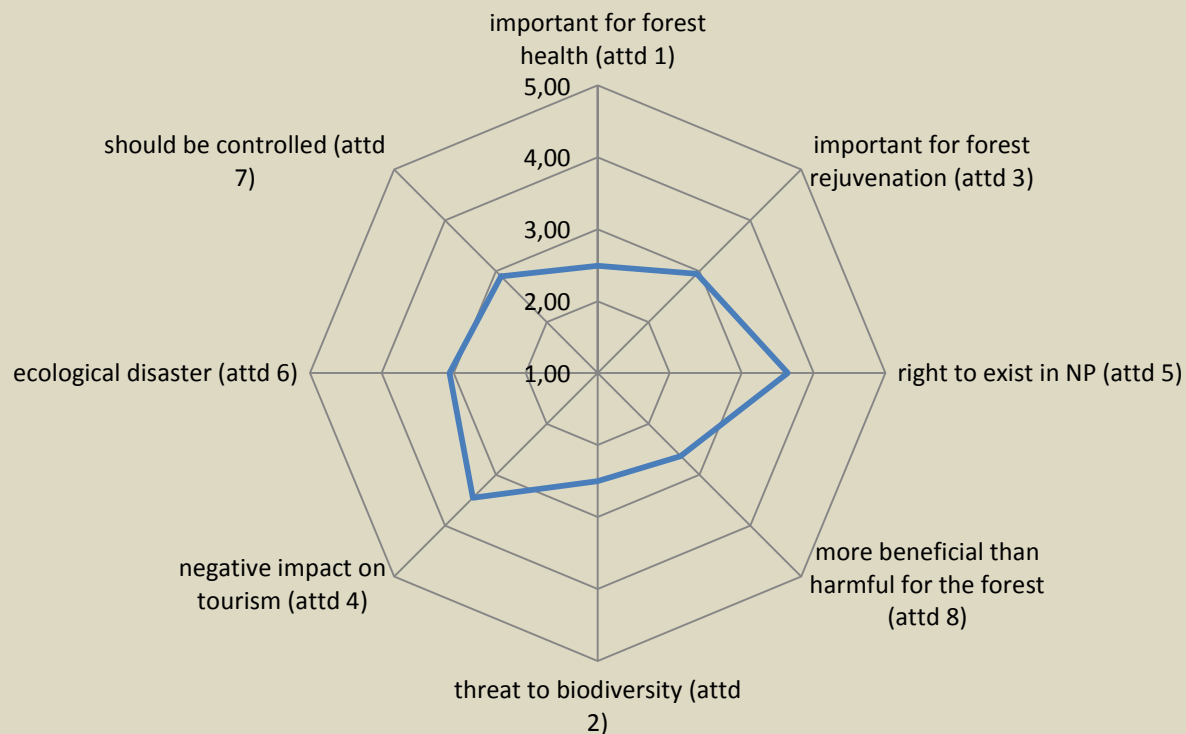 important for forest
health (attd 1)
5,00
should be controlled (attd
7)
important for forest
rejuvenation (attd 3)
4,00
3,00
2,00
ecological disaster (attd 6)
1,00
right to exist in NP (attd 5)
negative impact on
tourism (attd 4)
more beneficial than
harmful for the forest
(attd 8)
threat to biodiversity (attd
2)